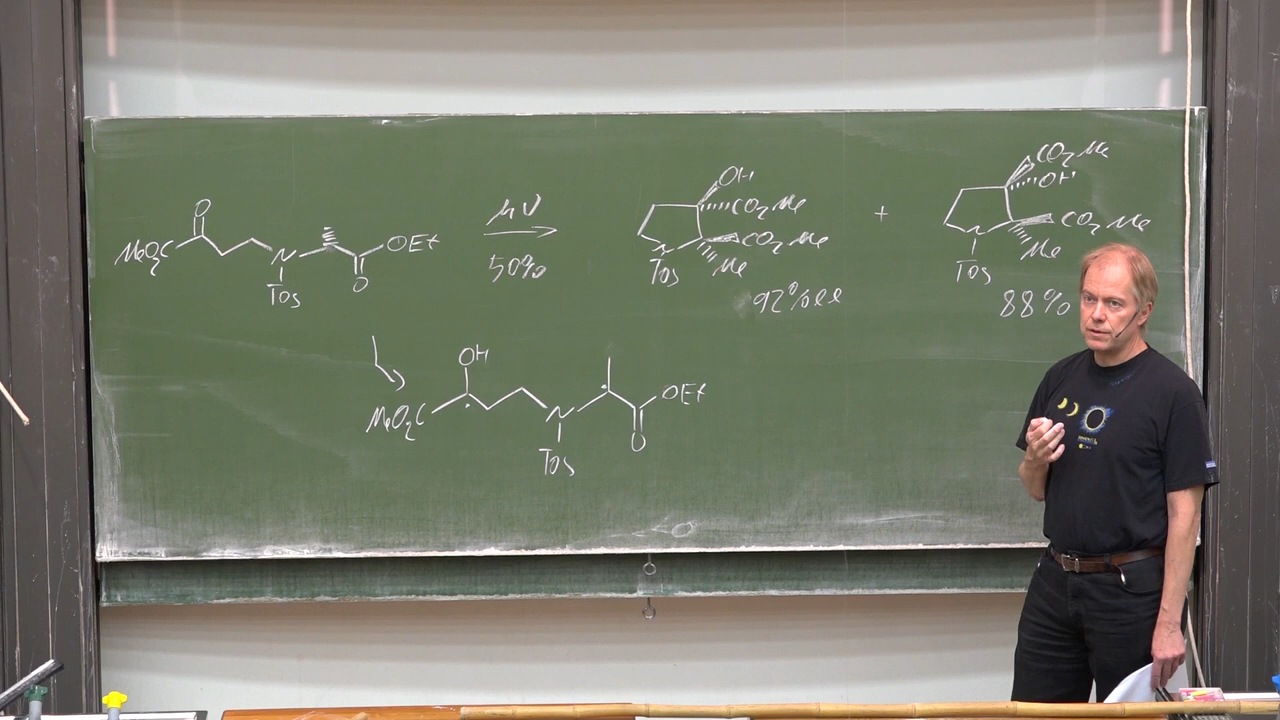 MeO₂C O N Tos O OEt
hν
50%
OH CO₂Me CO₂Me Me N Tos
92%ee
+
CO₂Me OH CO₂Me Me N Tos
88%
OH MeO₂C N Tos O OEt